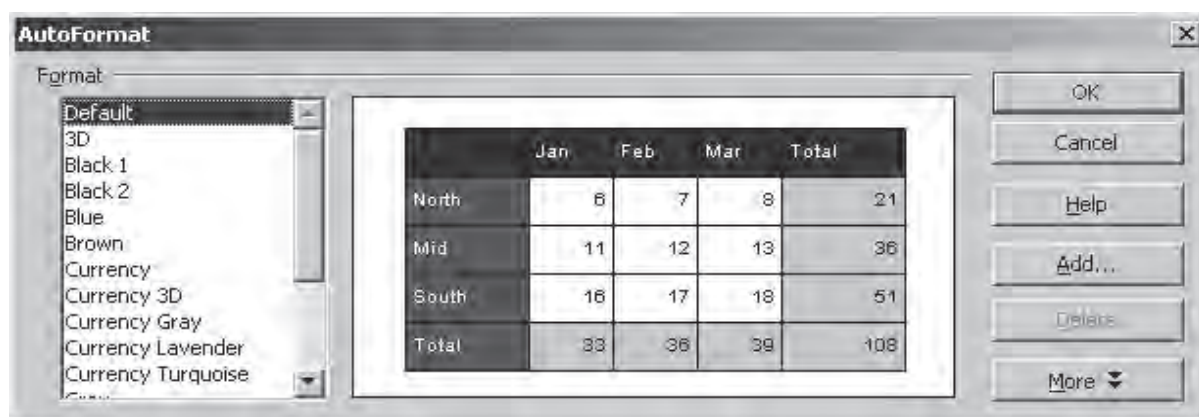 AutoFormat
Format
Default
3D
Black 1
Black 2
Blue
Brown
Currency
Currency 3D
Currency Gray
Currency Lavender
Currency Turquoise
Jan Feb Mar Total
North 6 7 8 21
Mid 11 12 13 36
South 16 17 18 51
Total 33 36 39 108
OK
Cancel
Help
Add...
Delete
More